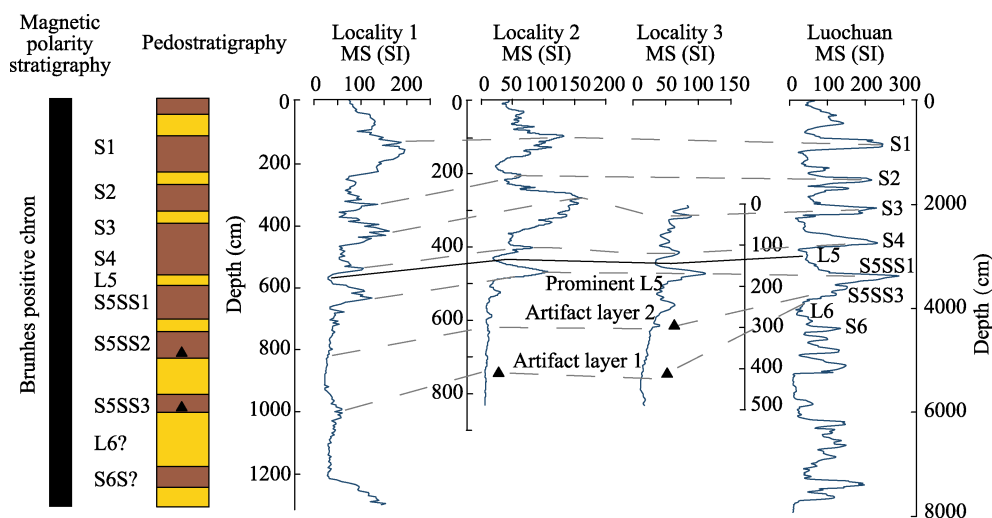 Magnetic
polarity
stratigraphy
Pedostratigraphy
Locality 1
MS (SI)
Locality 2
MS (SI)
Locality 3
MS (SI)
Luochuan
MS (SI)
0 100 200
0 50 100 150 200
0 50 100 150
0 100 200 300
Brunhes positive chron
S1
S2
S3
S4
L5
S5SS1
S5SS2
S5SS3
L6?
S6S?
Depth (cm)
0
200
400
600
800
1000
1200
0
200
400
600
800
Prominent L5
Artifact layer 2
Artifact layer 1
0
100
200
300
400
500
S1
S2
S3
S4
L5
S5SS1
S5SS3
L6
S6
0
2000
4000
6000
8000
Depth (cm)